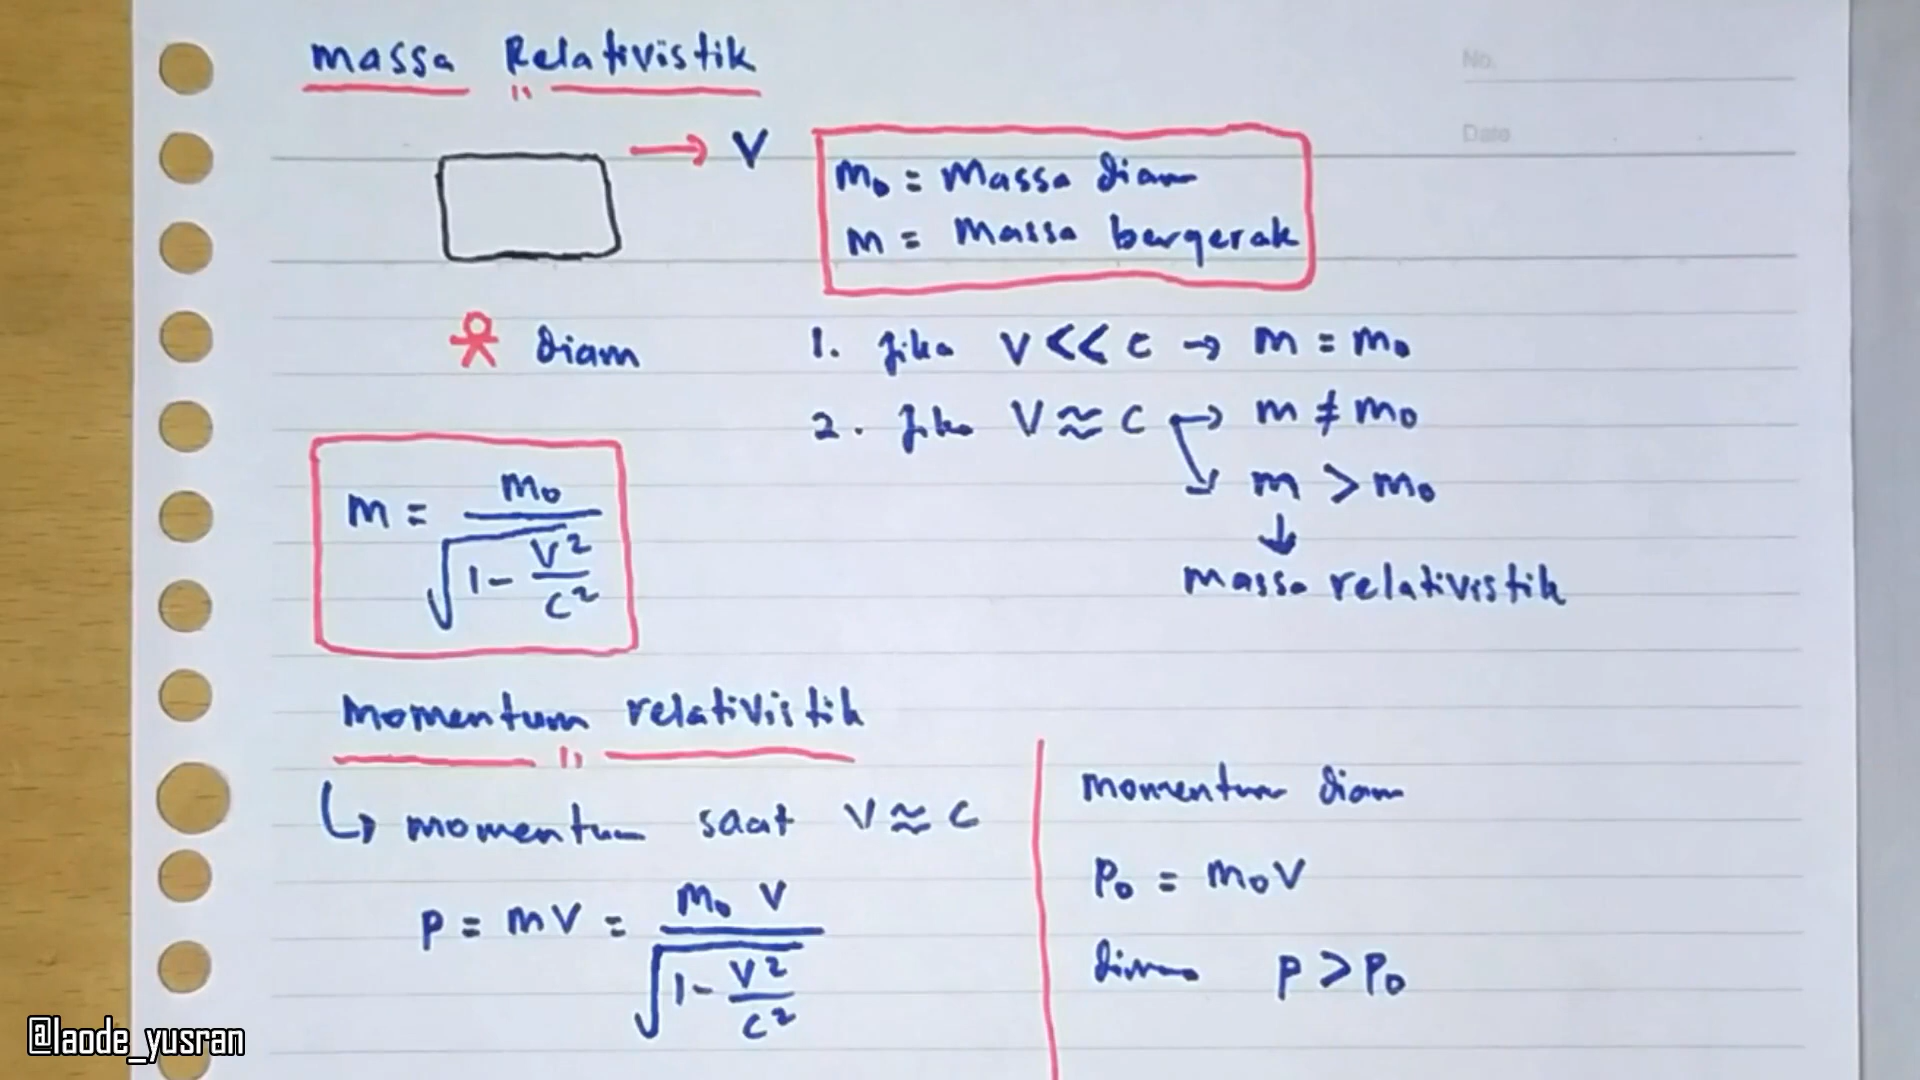 massa Relativistik
No.
Date
→ V
m₀ = Massa diam
m = Massa bergerak
diam
1. Jika V << c → m = m₀
2. Jika V ≈ c → m ≠ m₀
m > m₀
↓
massa relativistik
m = m₀ / √(1 - V²/c²)
momentum relativistik
↳ momentum saat V ≈ c
p = mV = m₀ V / √(1 - V²/c²)
momentum diam
P₀ = m₀V
dimana P > P₀
@laode_yusran